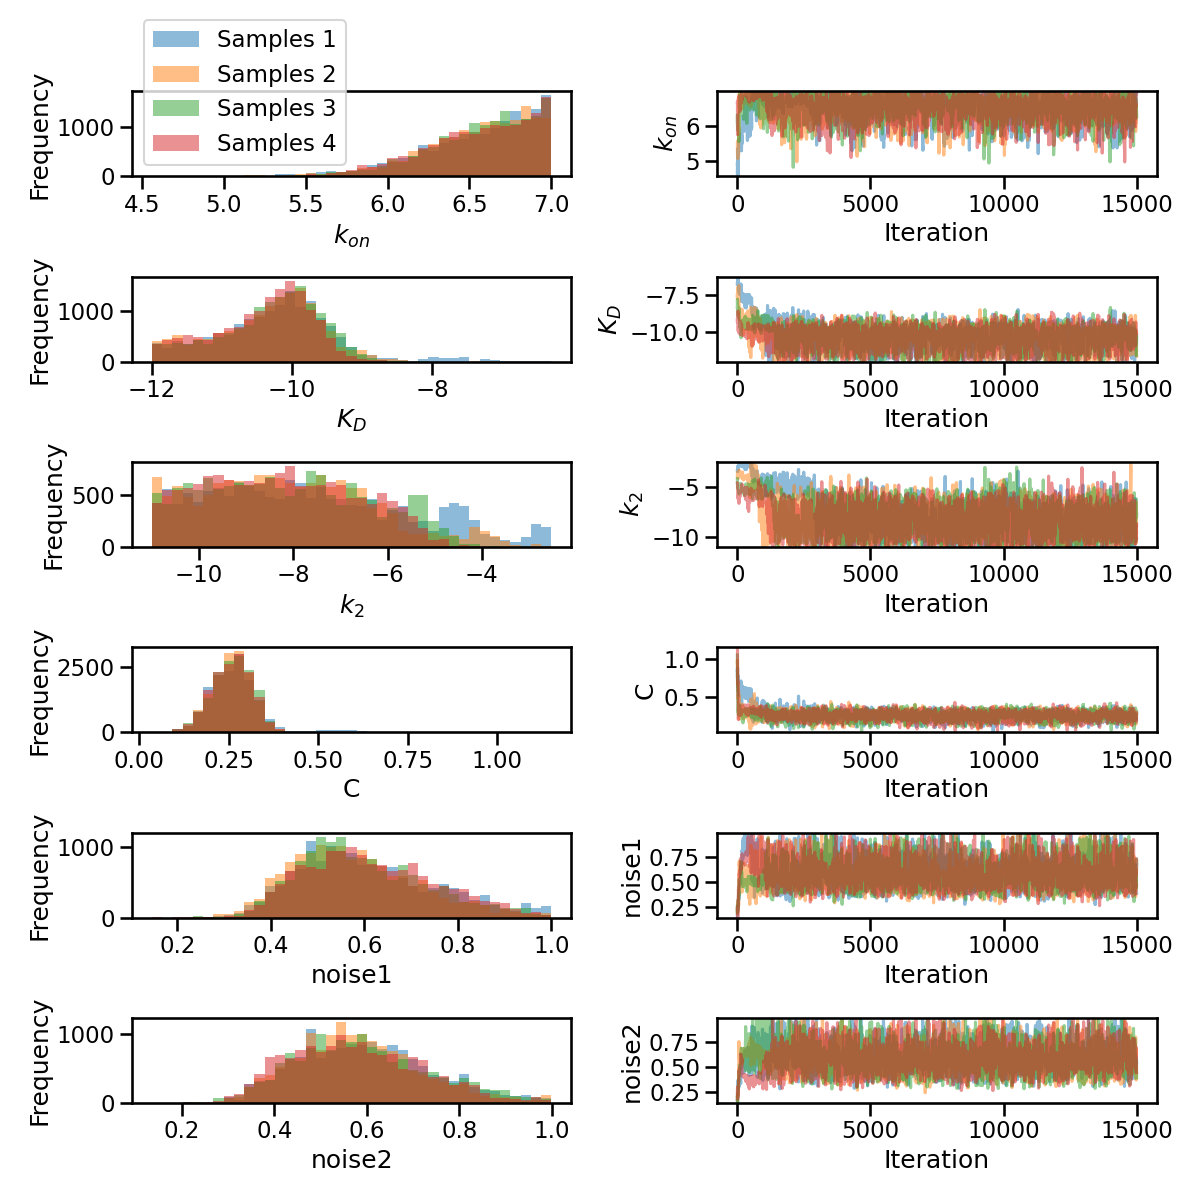 Samples 1
Samples 2
Samples 3
Samples 4
Frequency
1000
0
4.5 5.0 5.5 6.0 6.5 7.0
k_on
k_on
6
5
0 5000 10000 15000
Iteration
Frequency
1000
0
−12 −10 −8
K_D
K_D
−7.5
−10.0
0 5000 10000 15000
Iteration
Frequency
500
0
−10 −8 −6 −4
k_2
k_2
−5
−10
0 5000 10000 15000
Iteration
Frequency
2500
0
0.00 0.25 0.50 0.75 1.00
C
C
1.0
0.5
0 5000 10000 15000
Iteration
Frequency
1000
0
0.2 0.4 0.6 0.8 1.0
noise1
noise1
0.75
0.50
0.25
0 5000 10000 15000
Iteration
Frequency
1000
0
0.2 0.4 0.6 0.8 1.0
noise2
noise2
0.75
0.50
0.25
0 5000 10000 15000
Iteration